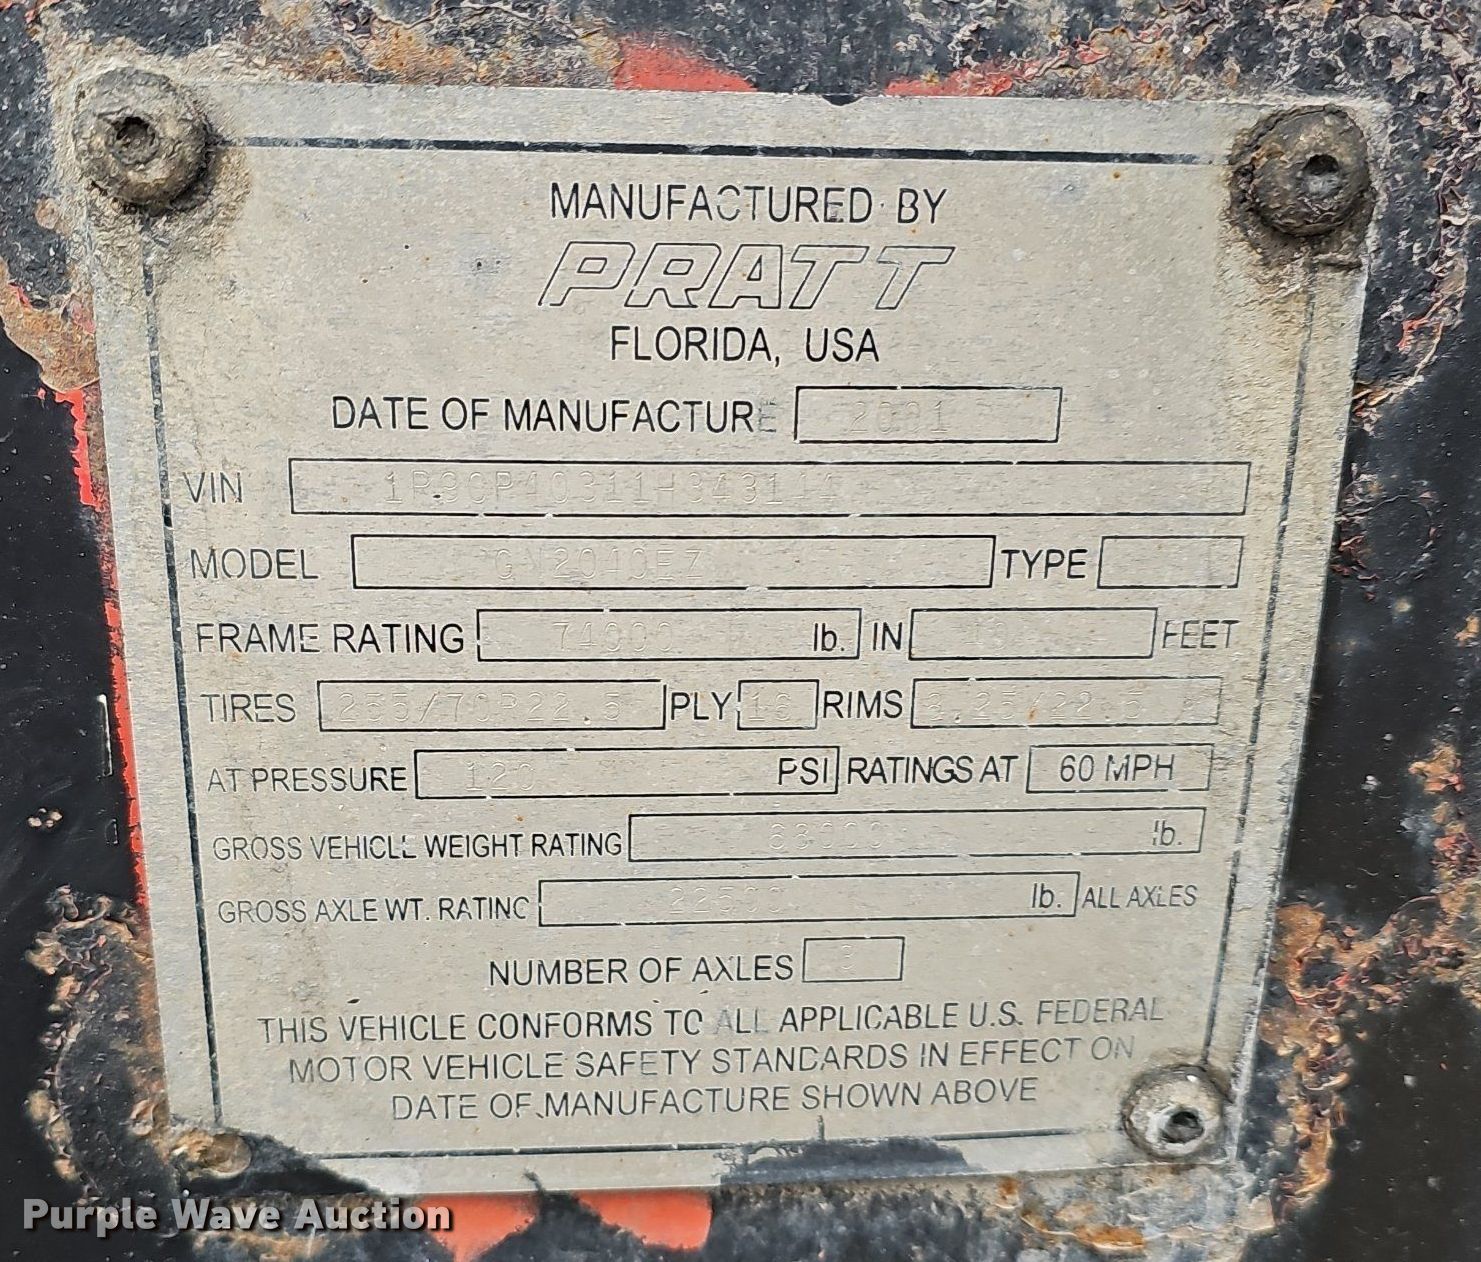 MANUFACTURED BY
PRATT
FLORIDA, USA
DATE OF MANUFACTURE 2001
VIN
MODEL TYPE
FRAME RATING 74000 lb. IN FEET
TIRES 255/70R22.5 PLY RIMS
AT PRESSURE 120 PSI RATINGS AT 60 MPH
GROSS VEHICLE WEIGHT RATING lb.
GROSS AXLE WT. RATING 22500 lb. ALL AXLES
NUMBER OF AXLES 3
THIS VEHICLE CONFORMS TO ALL APPLICABLE U.S. FEDERAL
MOTOR VEHICLE SAFETY STANDARDS IN EFFECT ON
DATE OF MANUFACTURE SHOWN ABOVE
Purple Wave Auction